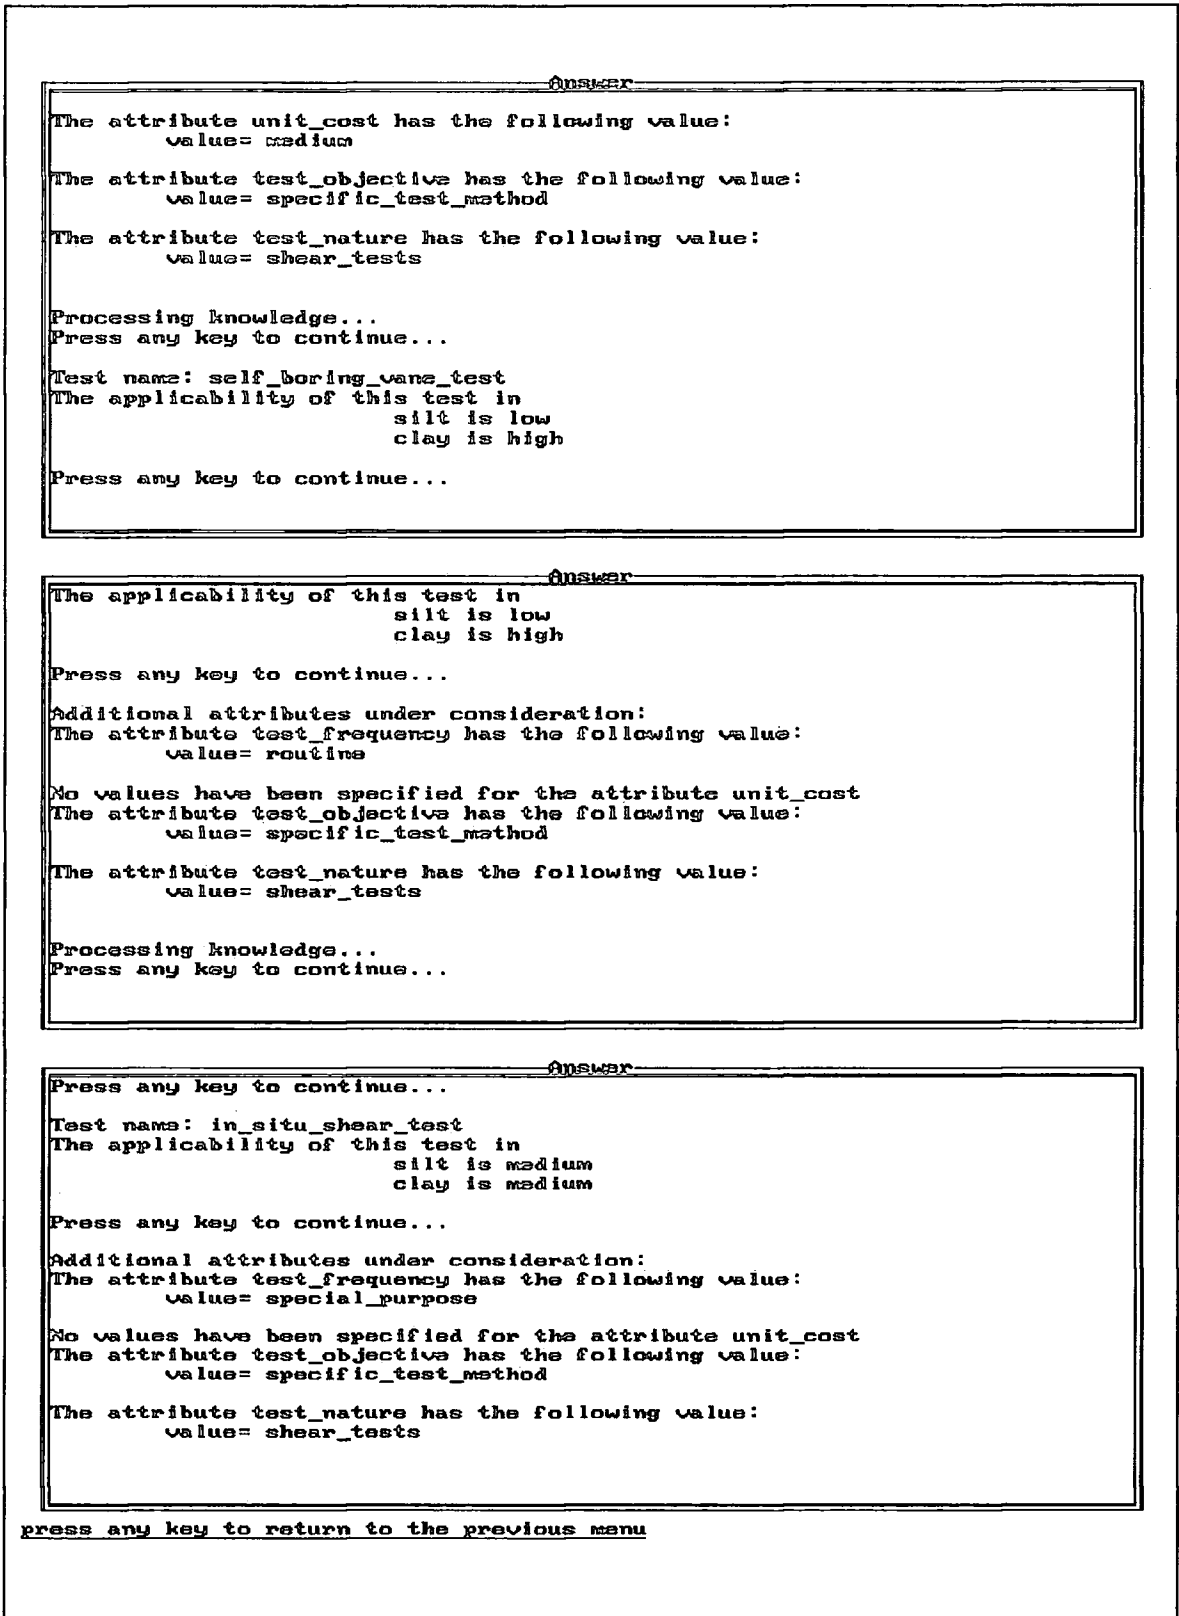 Answer
The attribute unit_cost has the following value:
value= medium
The attribute test_objective has the following value:
value= specific_test_method
The attribute test_nature has the following value:
value= shear_tests
Processing knowledge...
Press any key to continue...
Test name: self_boring_vane_test
The applicability of this test in
silt is low
clay is high
Press any key to continue...
Answer
The applicability of this test in
silt is low
clay is high
Press any key to continue...
Additional attributes under consideration:
The attribute test_frequency has the following value:
value= routine
No values have been specified for the attribute unit_cost
The attribute test_objective has the following value:
value= specific_test_method
The attribute test_nature has the following value:
value= shear_tests
Processing knowledge...
Press any key to continue...
Answer
Press any key to continue...
Test name: in_situ_shear_test
The applicability of this test in
silt is medium
clay is medium
Press any key to continue...
Additional attributes under consideration:
The attribute test_frequency has the following value:
value= special_purpose
No values have been specified for the attribute unit_cost
The attribute test_objective has the following value:
value= specific_test_method
The attribute test_nature has the following value:
value= shear_tests
press any key to return to the previous menu